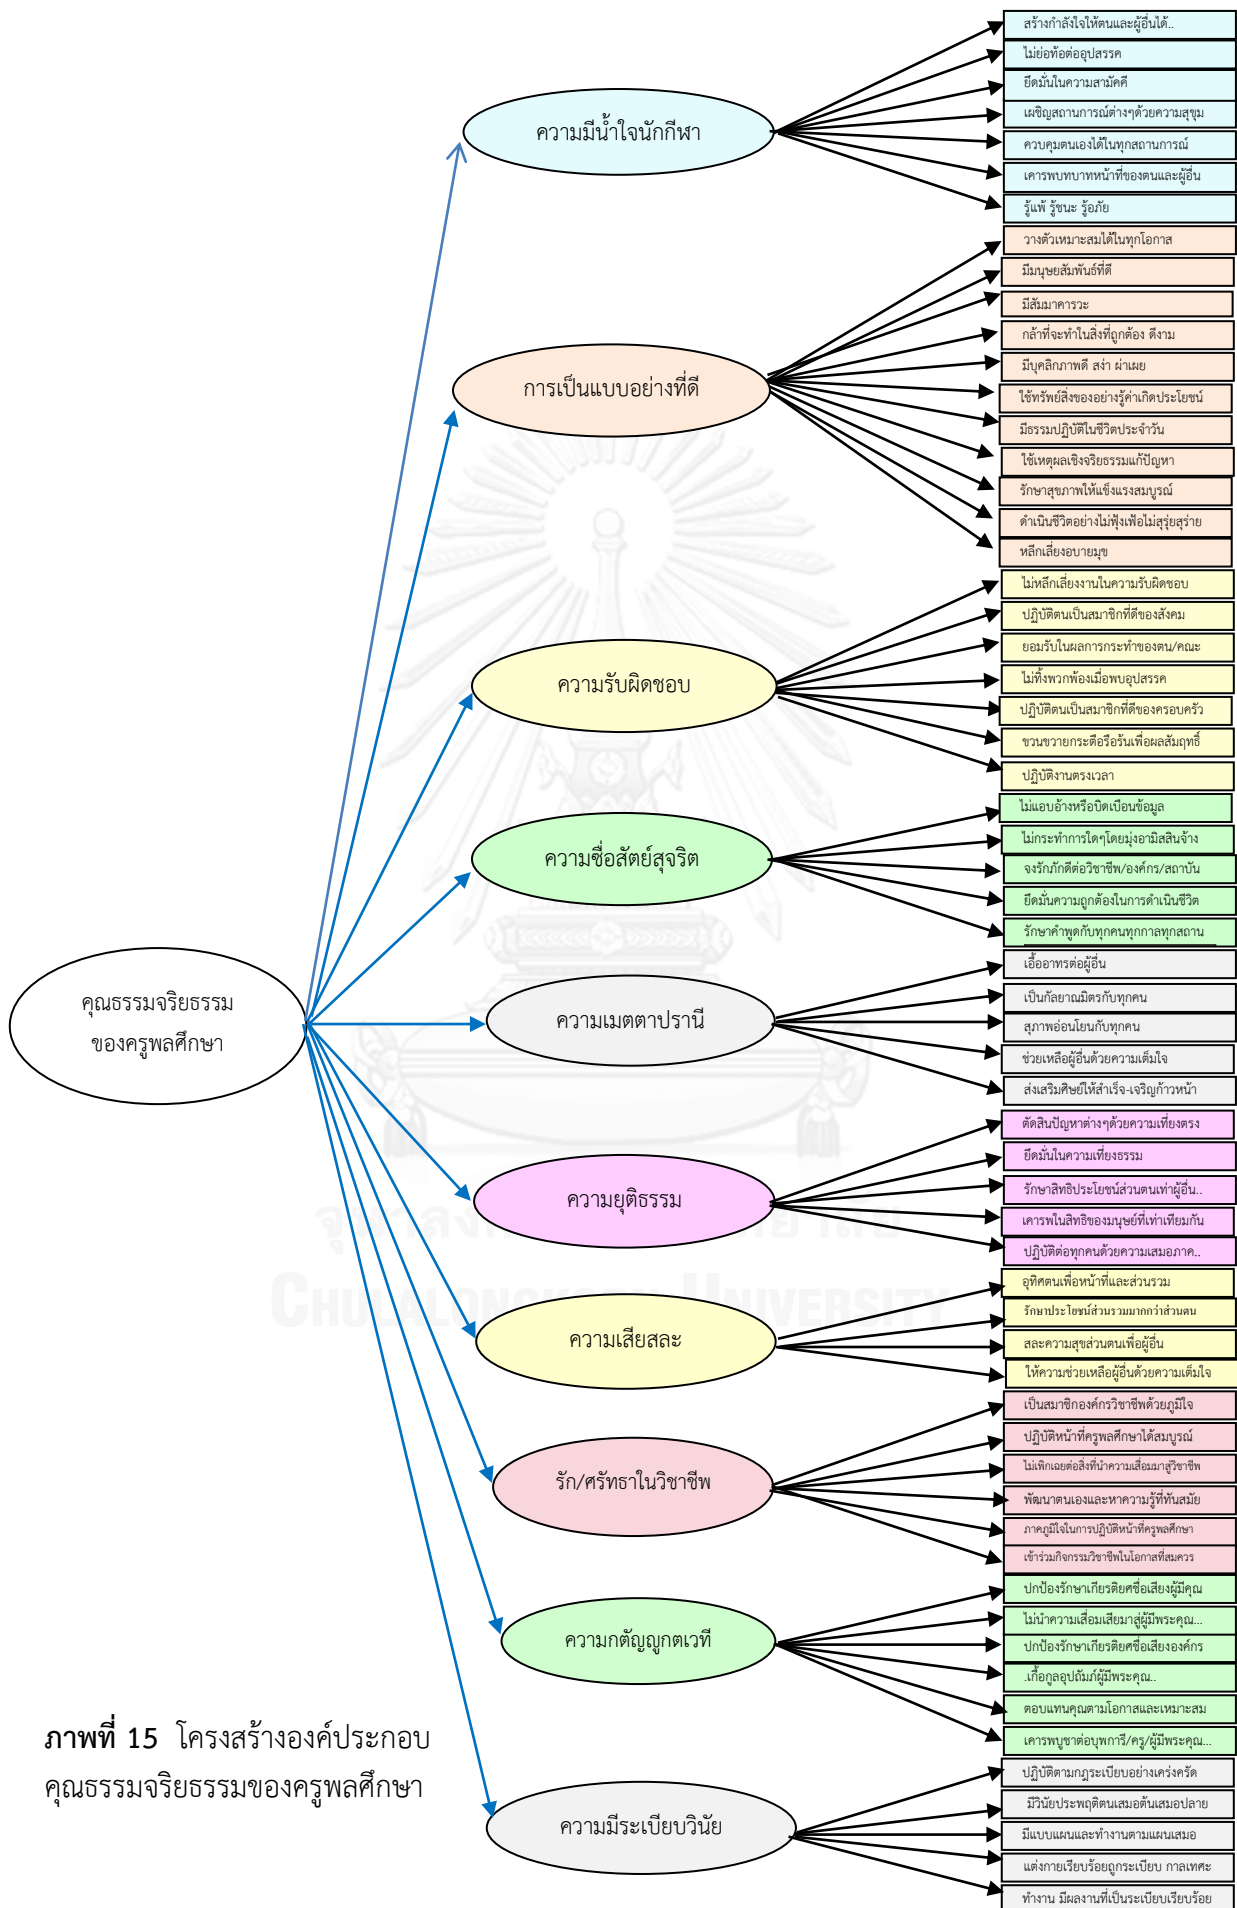 สร้างกำลังใจให้ตนและผู้อื่นได้..
ไม่ย่อท้อต่ออุปสรรค
ยึดมั่นในความสามัคคี
เผชิญสถานการณ์ต่างๆด้วยความสุขุม
ควบคุมตนเองได้ในทุกสถานการณ์
เคารพบทบาทหน้าที่ของตนและผู้อื่น
รู้แพ้ รู้ชนะ รู้อภัย
ความมีน้ำใจนักกีฬา
วางตัวเหมาะสมได้ในทุกโอกาส
มีมนุษยสัมพันธ์ที่ดี
มีสัมมาคารวะ
กล้าที่จะทำในสิ่งที่ถูกต้อง ดีงาม
มีบุคลิกภาพดี สง่า ผ่าเผย
ใช้ทรัพย์สิ่งของอย่างรู้ค่าเกิดประโยชน์
มีธรรมปฏิบัติในชีวิตประจำวัน
ใช้เหตุผลเชิงจริยธรรมแก้ปัญหา
รักษาสุขภาพให้แข็งแรงสมบูรณ์
ดำเนินชีวิตอย่างไม่ฟุ้งเฟ้อไม่สุรุ่ยสุร่าย
หลีกเลี่ยงอบายมุข
การเป็นแบบอย่างที่ดี
ไม่หลีกเลี่ยงงานในความรับผิดชอบ
ปฏิบัติตนเป็นสมาชิกที่ดีของสังคม
ยอมรับในผลการกระทำของตน/คณะ
ไม่ทิ้งพวกพ้องเมื่อพบอุปสรรค
ปฏิบัติตนเป็นสมาชิกที่ดีของครอบครัว
ขวนขวายกระตือรือร้นเพื่อผลสัมฤทธิ์
ปฏิบัติงานตรงเวลา
ความรับผิดชอบ
ไม่แอบอ้างหรือบิดเบือนข้อมูล
ไม่กระทำการใดๆโดยมุ่งอามิสสินจ้าง
จงรักภักดีต่อวิชาชีพ/องค์กร/สถาบัน
ยึดมั่นความถูกต้องในการดำเนินชีวิต
รักษาคำพูดกับทุกคนทุกกาลทุกสถาน
ความซื่อสัตย์สุจริต
คุณธรรมจริยธรรม
ของครูพลศึกษา
เอื้ออาทรต่อผู้อื่น
เป็นกัลยาณมิตรกับทุกคน
สุภาพอ่อนโยนกับทุกคน
ช่วยเหลือผู้อื่นด้วยความเต็มใจ
ส่งเสริมศิษย์ให้สำเร็จ-เจริญก้าวหน้า
ความเมตตาปรานี
ตัดสินปัญหาต่างๆด้วยความเที่ยงตรง
ยึดมั่นในความเที่ยงธรรม
รักษาสิทธิประโยชน์ส่วนตนเท่าผู้อื่น..
เคารพในสิทธิของมนุษย์ที่เท่าเทียมกัน
ปฏิบัติต่อทุกคนด้วยความเสมอภาค..
ความยุติธรรม
CHULALONGKORN UNIVERSITY
อุทิศตนเพื่อหน้าที่และส่วนรวม
รักษาประโยชน์ส่วนรวมมากกว่าส่วนตน
สละความสุขส่วนตนเพื่อผู้อื่น
ให้ความช่วยเหลือผู้อื่นด้วยความเต็มใจ
ความเสียสละ
เป็นสมาชิกองค์กรวิชาชีพด้วยภูมิใจ
ปฏิบัติหน้าที่ครูพลศึกษาได้สมบูรณ์
ไม่เพิกเฉยต่อสิ่งที่นำความเสื่อมมาสู่วิชาชีพ
พัฒนาตนเองและหาความรู้ที่ทันสมัย
ภาคภูมิใจในการปฏิบัติหน้าที่ครูพลศึกษา
เข้าร่วมกิจกรรมวิชาชีพในโอกาสที่สมควร
รัก/ศรัทธาในวิชาชีพ
ปกป้องรักษาเกียรติยศชื่อเสียงผู้มีคุณ
ไม่นำความเสื่อมเสียมาสู่ผู้มีพระคุณ...
ปกป้องรักษาเกียรติยศชื่อเสียงองค์กร
.เกื้อกูลอุปถัมภ์ผู้มีพระคุณ..
ตอบแทนคุณตามโอกาสและเหมาะสม
เคารพบูชาต่อบุพการี/ครู/ผู้มีพระคุณ...
ความกตัญญูกตเวที
ปฏิบัติตามกฎระเบียบอย่างเคร่งครัด
มีวินัยประพฤติตนเสมอต้นเสมอปลาย
มีแบบแผนและทำงานตามแผนเสมอ
แต่งกายเรียบร้อยถูกระเบียบ กาลเทศะ
ทำงาน มีผลงานที่เป็นระเบียบเรียบร้อย
ความมีระเบียบวินัย
ภาพที่ 15 โครงสร้างองค์ประกอบ
คุณธรรมจริยธรรมของครูพลศึกษา